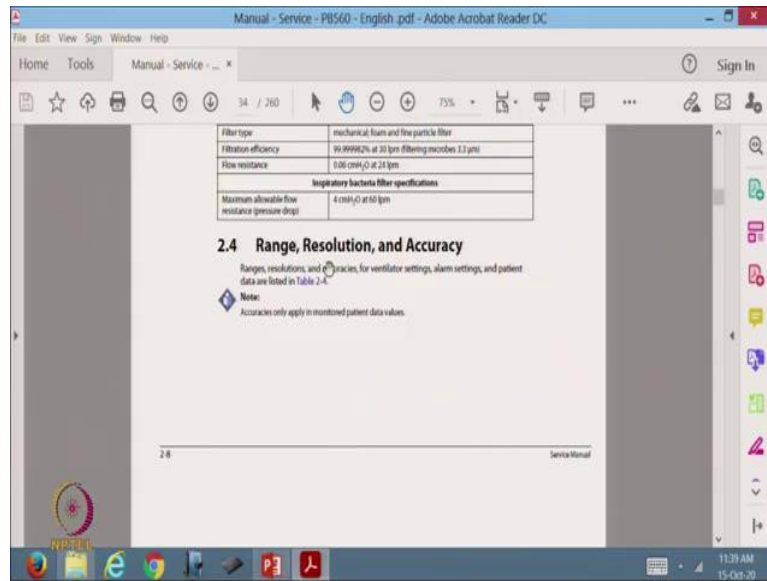 Manual - Service - PB560 - English .pdf - Adobe Acrobat Reader DC
File Edit View Sign Window Help
Home Tools Manual - Service - ... × Sign In
34 / 260 75%
Filter type mechanical; foam and fine particle filter
Filtration efficiency 99.999982% at 30 lpm (filtering microbes 3.3 µm)
Flow resistance 0.06 cmH2O at 24 lpm
Inspiratory bacteria filter specifications
Maximum allowable flow 4 cmH2O at 60 lpm
resistance (pressure drop)
2.4 Range, Resolution, and Accuracy
Ranges, resolutions, and accuracies, for ventilator settings, alarm settings, and patient
data are listed in Table 2-4.
Note:
Accuracies only apply in monitored patient data values.
2-8 Service Manual
NPTEL
11:39 AM
15-Oct-20